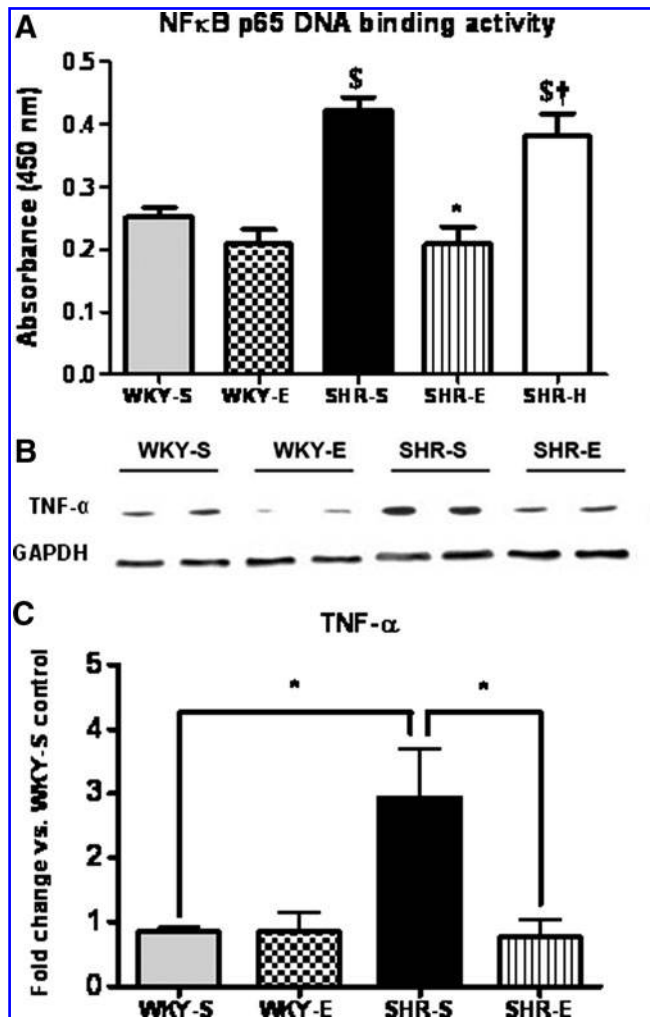 A
NFκB p65 DNA binding activity
Absorbance (450 nm)
0.5
0.4
0.3
0.2
0.1
0.0
$
*
$†
WKY-S WKY-E SHR-S SHR-E SHR-H
B
WKY-S WKY-E SHR-S SHR-E
TNF-α
GAPDH
C
TNF-α
Fold change vs. WKY-S control
5
4
3
2
1
0
* *
WKY-S WKY-E SHR-S SHR-E